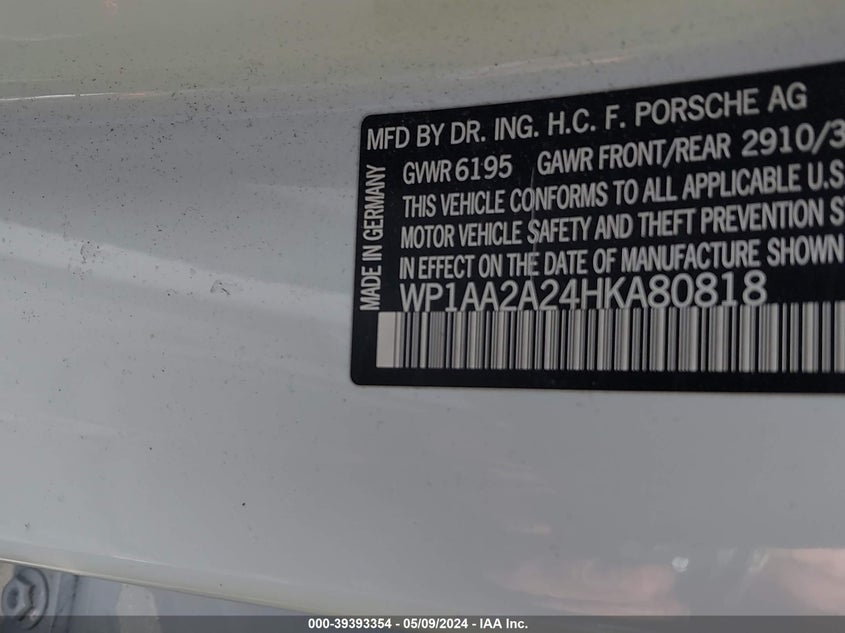 MFD BY DR. ING. H.C. F. PORSCHE AG
GVWR 6195 GAWR FRONT/REAR 2910/3
THIS VEHICLE CONFORMS TO ALL APPLICABLE U.S
MOTOR VEHICLE SAFETY AND THEFT PREVENTION S
IN EFFECT ON THE DATE OF MANUFACTURE SHOWN
MADE IN GERMANY
WP1AA2A24HKA80818
000-39393354 / 05/09/2024 - IAA Inc.